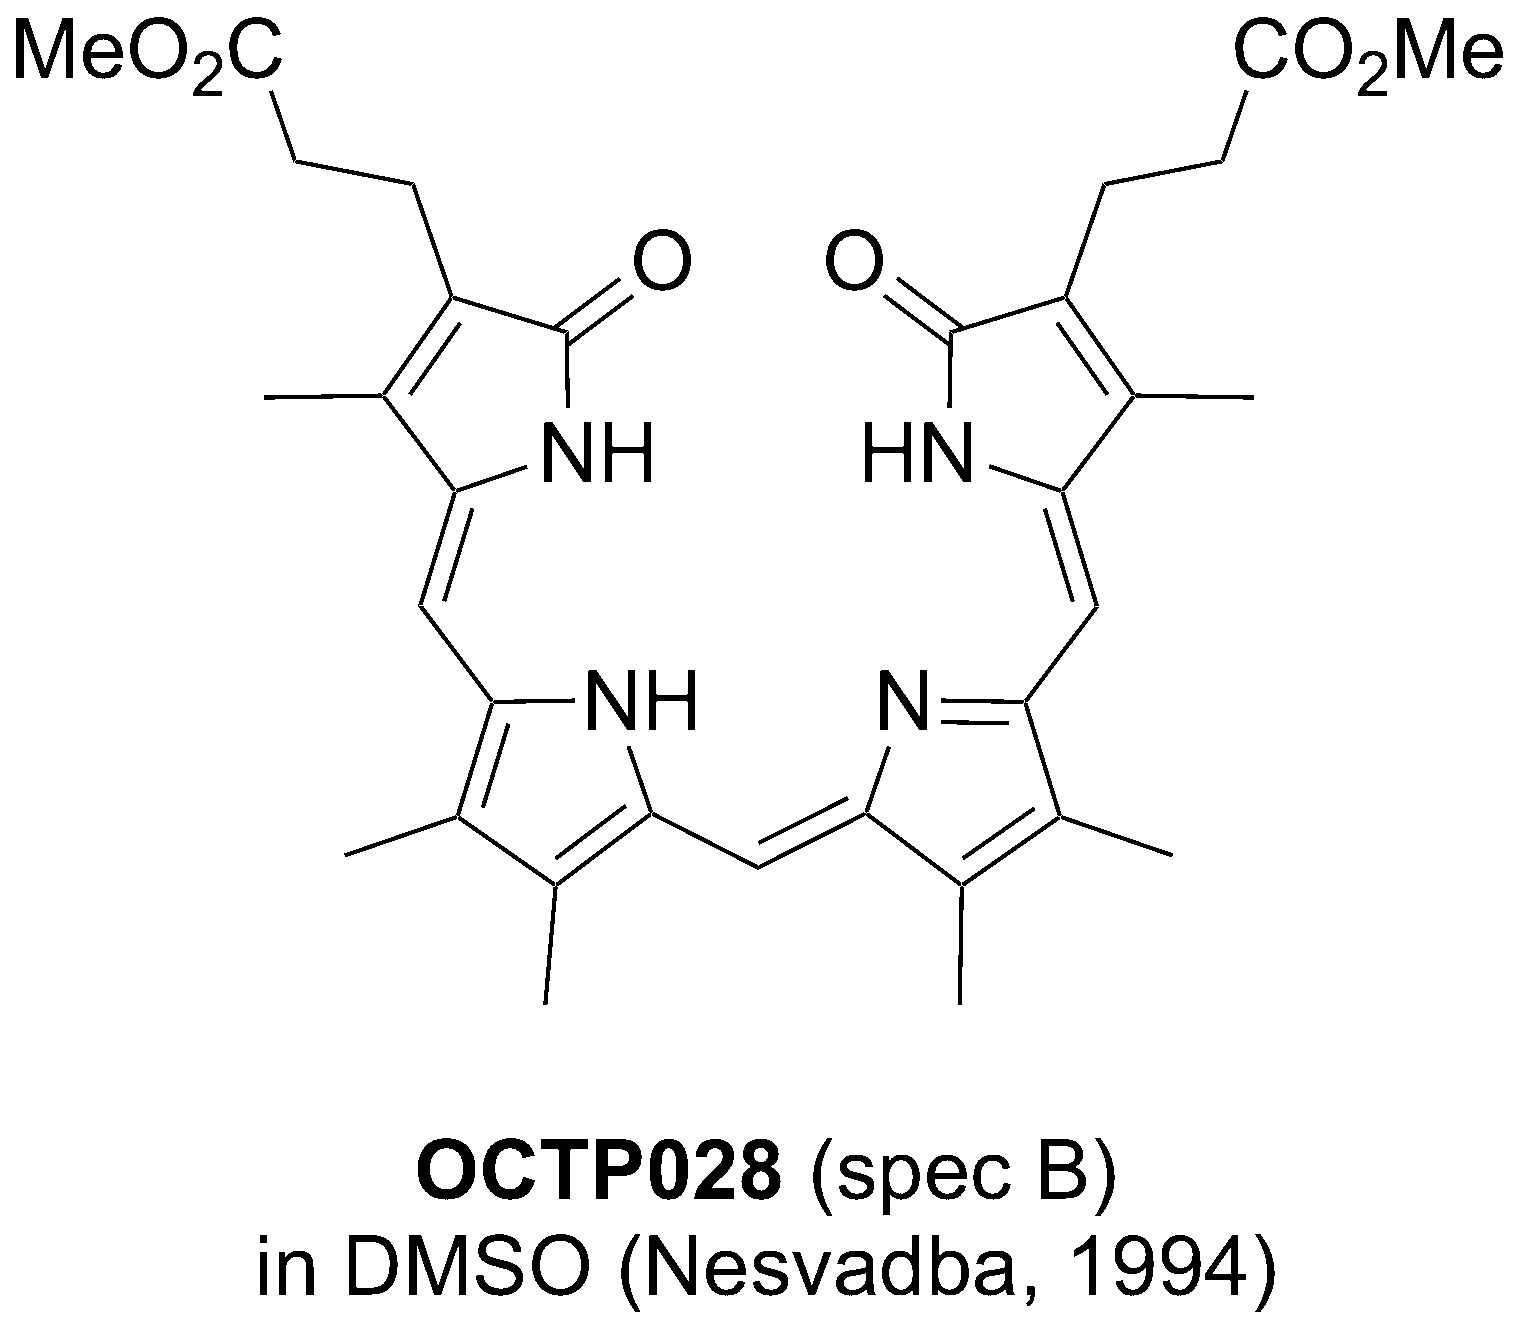 MeO2C CO2Me
O O
NH HN
NH N
OCTP028 (spec B)
in DMSO (Nesvadba, 1994)